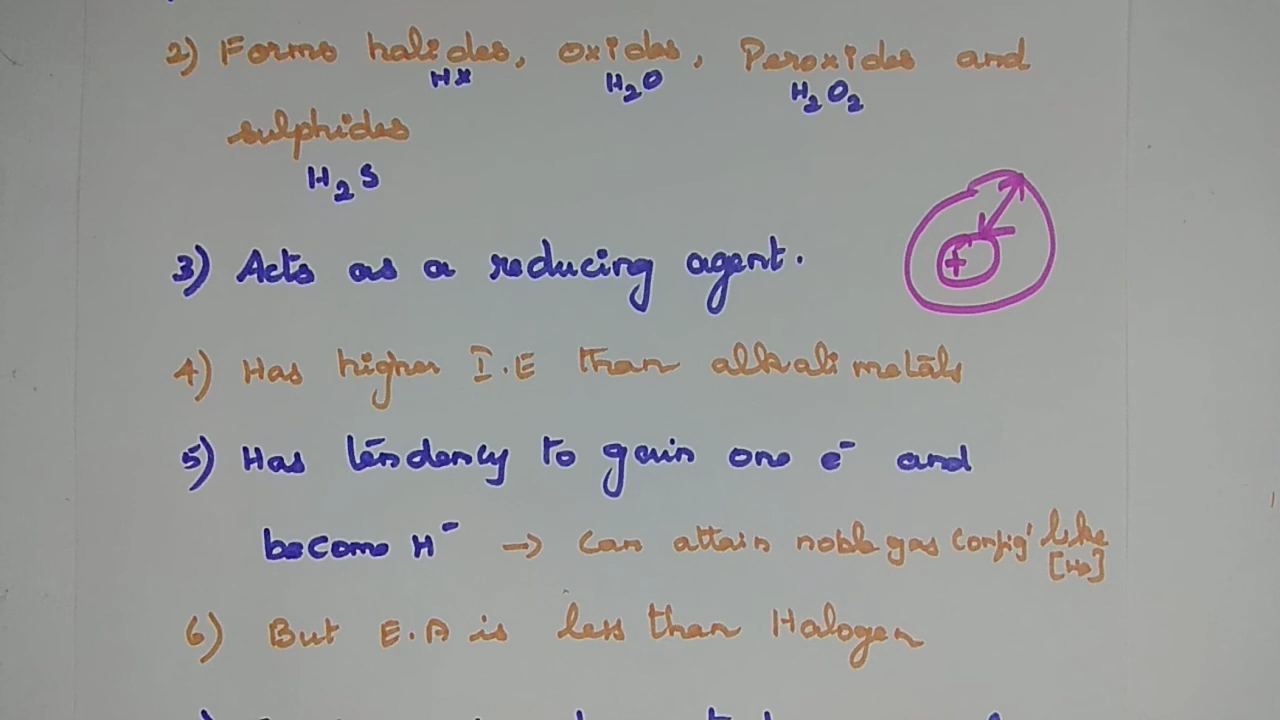 2) Forms halides, oxides, Peroxides and
HX H₂O H₂O₂
sulphides
H₂S
3) Acts as a reducing agent.
+
4) Has higher I.E than alkali metals
5) Has tendency to gain one e⁻ and
become H⁻ → Can attain noble gas config' like
[He]
6) But E.A is less than Halogen